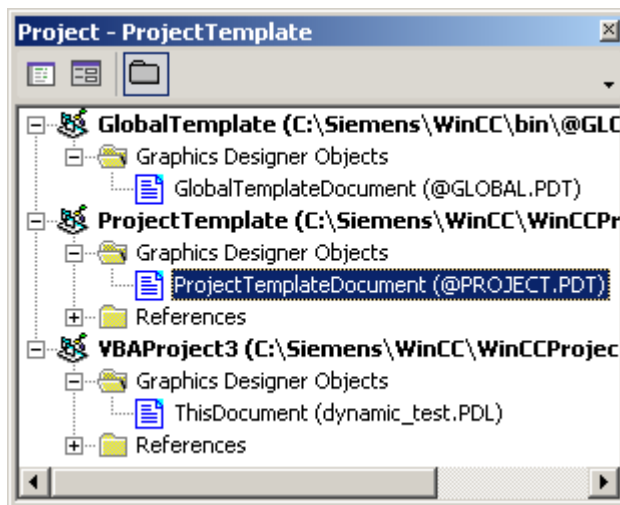 Project - ProjectTemplate
GlobalTemplate (C:\Siemens\WinCC\bin\@GLC
Graphics Designer Objects
GlobalTemplateDocument (@GLOBAL.PDT)
ProjectTemplate (C:\Siemens\WinCC\WinCCPr
Graphics Designer Objects
ProjectTemplateDocument (@PROJECT.PDT)
References
VBAProject3 (C:\Siemens\WinCC\WinCCProjec
Graphics Designer Objects
ThisDocument (dynamic_test.PDL)
References